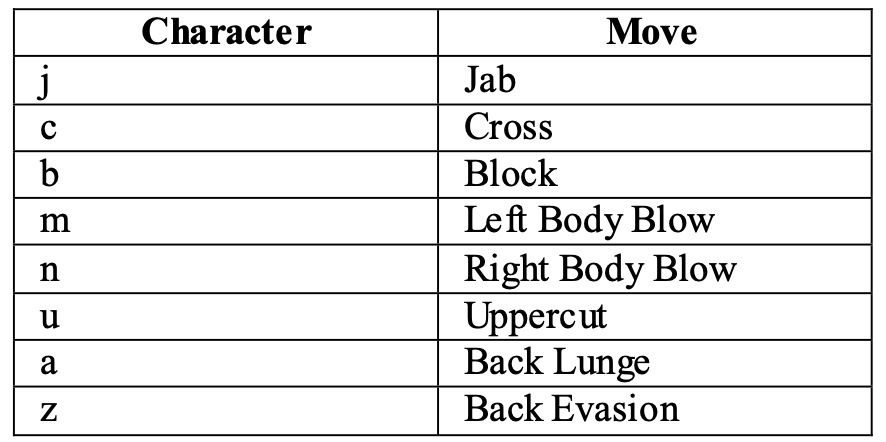 Character Move
j Jab
c Cross
b Block
m Left Body Blow
n Right Body Blow
u Uppercut
a Back Lunge
z Back Evasion